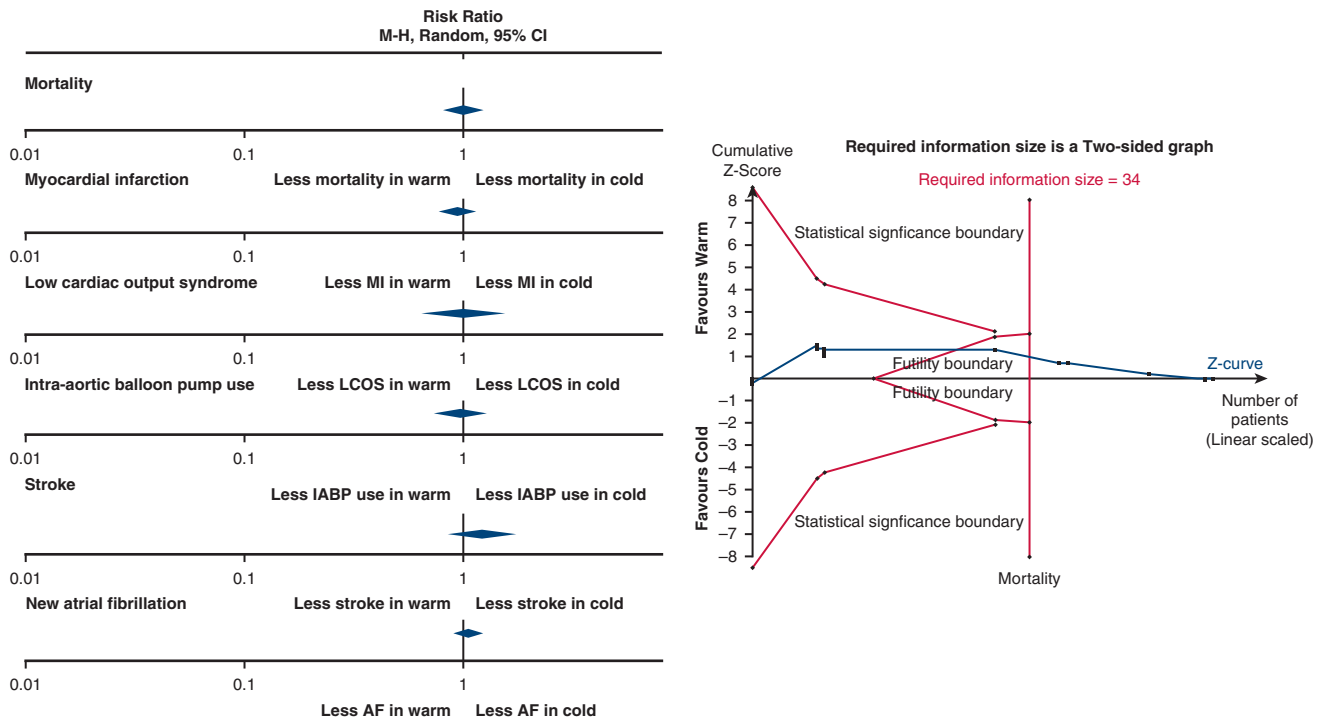 Risk Ratio
M-H, Random, 95% CI
Mortality
0.01 0.1 1
Myocardial infarction Less mortality in warm Less mortality in cold
0.01 0.1 1
Low cardiac output syndrome Less MI in warm Less MI in cold
0.01 0.1 1
Intra-aortic balloon pump use Less LCOS in warm Less LCOS in cold
0.01 0.1 1
Stroke
Less IABP use in warm Less IABP use in cold
0.01 0.1 1
New atrial fibrillation Less stroke in warm Less stroke in cold
0.01 0.1 1
Less AF in warm Less AF in cold
Required information size is a Two-sided graph
Cumulative
Z-Score
Required information size = 34
8
7
6
5
4
3
2
1
−1
−2
−3
−4
−5
−6
−7
−8
Favours Warm
Favours Cold
Statistical signficance boundary
Futility boundary
Futility boundary
Statistical signficance boundary
Z-curve
Number of
patients
(Linear scaled)
Mortality